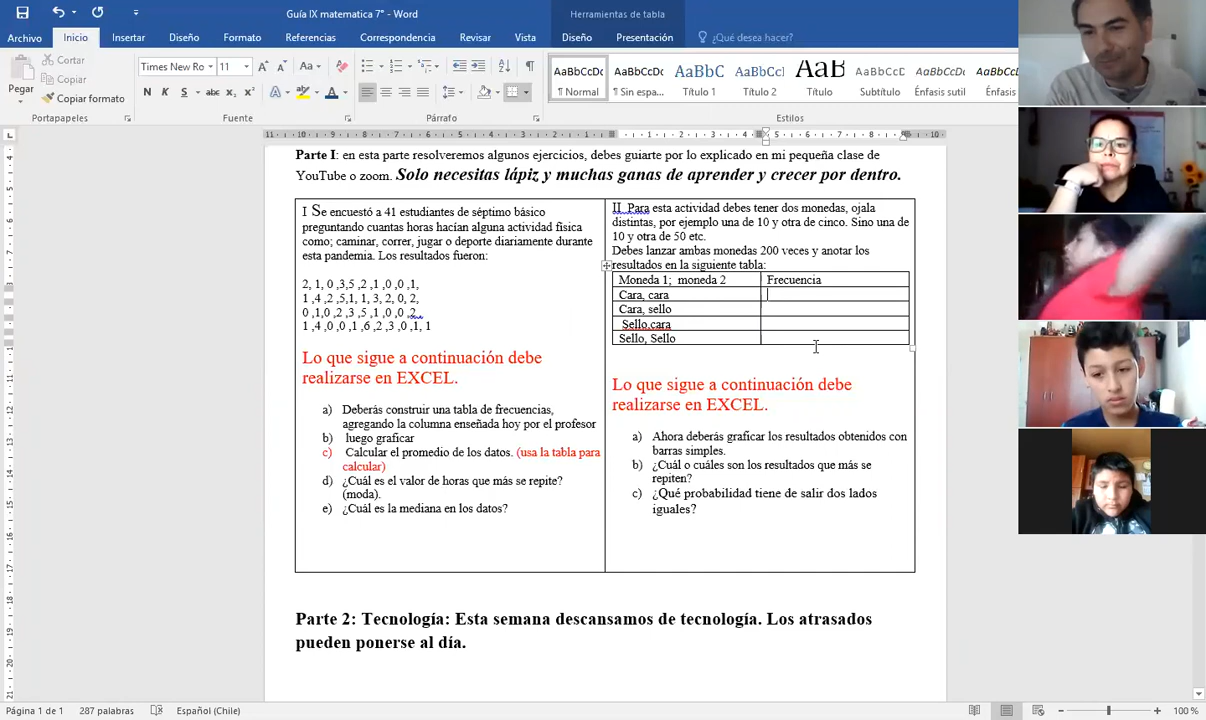 Guía IX matematica 7° - Word
Herramientas de tabla
Archivo
Inicio
Insertar
Diseño
Formato
Referencias
Correspondencia
Revisar
Vista
Diseño
Presentación
¿Qué desea hacer?
Pegar
Cortar
Copiar
Copiar formato
Portapapeles
Times New Ro
11
Aa
N
K
S
abc
x₂
x²
A
A
Fuente
Párrafo
AaBbCcDc
AaBbCcDc
AaBbC
AaBbCcD
AaB
AaBbCcD
AaBbCcDc
AaBbCcDc
¶ Normal
¶ Sin espa...
Título 1
Título 2
Título
Subtítulo
Énfasis sutil
Énfasis
Estilos
Parte I: en esta parte resolveremos algunos ejercicios, debes guiarte por lo explicado en mi pequeña clase de
YouTube o zoom. Solo necesitas lápiz y muchas ganas de aprender y crecer por dentro.
I Se encuestó a 41 estudiantes de séptimo básico
preguntando cuantas horas hacían alguna actividad física
como; caminar, correr, jugar o deporte diariamente durante
esta pandemia. Los resultados fueron:
2, 1, 0 ,3,5 ,2 ,1 ,0 ,0 ,1,
1 ,4 ,2 ,5,1, 1, 3, 2, 0, 2,
0 ,1,0 ,2 ,3 ,5 ,1 ,0 ,0 ,2 ,
1 ,4 ,0 ,0 ,1 ,6 ,2 ,3 ,0 ,1, 1
Lo que sigue a continuación debe
realizarse en EXCEL.
a) Deberás construir una tabla de frecuencias,
agregando la columna enseñada hoy por el profesor
b) luego graficar
c) Calcular el promedio de los datos. (usa la tabla para
calcular)
d) ¿Cuál es el valor de horas que más se repite?
(moda).
e) ¿Cuál es la mediana en los datos?
II Para esta actividad debes tener dos monedas, ojala
distintas, por ejemplo una de 10 y otra de cinco. Sino una de
10 y otra de 50 etc.
Debes lanzar ambas monedas 200 veces y anotar los
resultados en la siguiente tabla:
Moneda 1; moneda 2 Frecuencia
Cara, cara
Cara, sello
Sello,cara
Sello, Sello
Lo que sigue a continuación debe
realizarse en EXCEL.
a) Ahora deberás graficar los resultados obtenidos con
barras simples.
b) ¿Cuál o cuáles son los resultados que más se
repiten?
c) ¿Qué probabilidad tiene de salir dos lados
iguales?
Parte 2: Tecnología: Esta semana descansamos de tecnología. Los atrasados
pueden ponerse al día.
Página 1 de 1
287 palabras
Español (Chile)
100 %